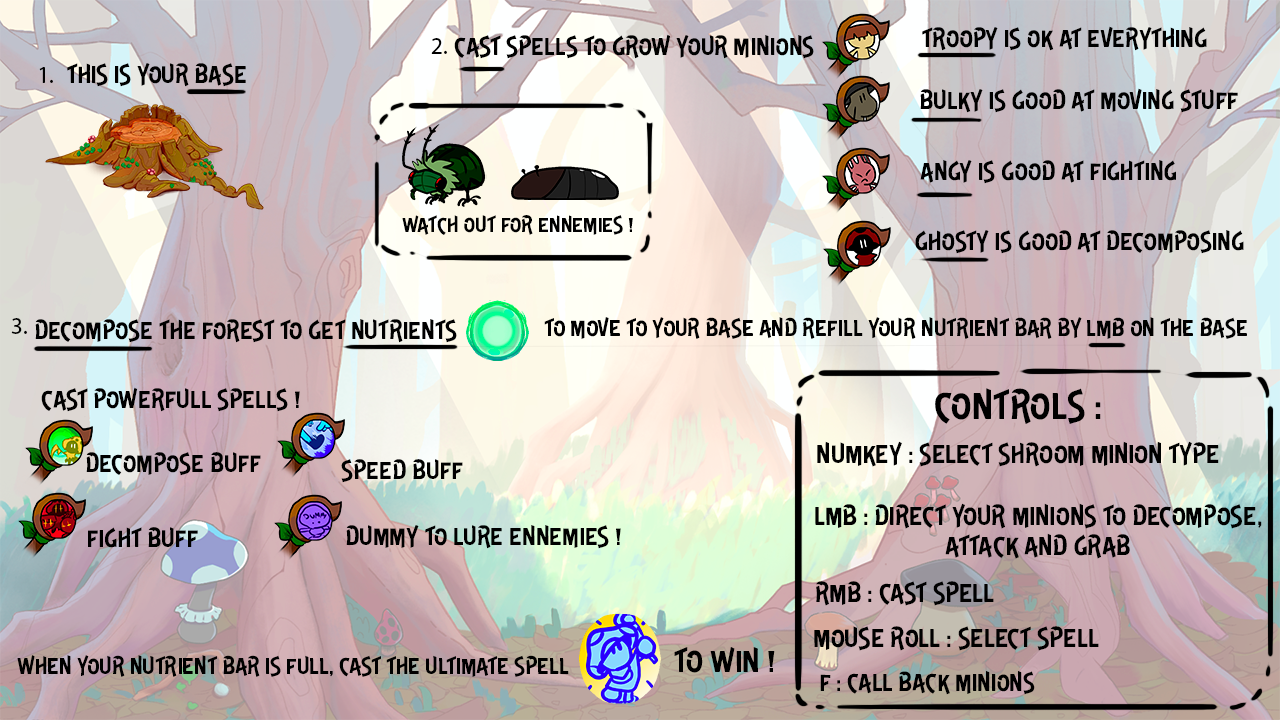 1. THIS IS YOUR BASE
2. CAST SPELLS TO GROW YOUR MINIONS
TROOPY IS OK AT EVERYTHING
BULKY IS GOOD AT MOVING STUFF
ANGY IS GOOD AT FIGHTING
GHOSTY IS GOOD AT DECOMPOSING
WATCH OUT FOR ENNEMIES !
3. DECOMPOSE THE FOREST TO GET NUTRIENTS TO MOVE TO YOUR BASE AND REFILL YOUR NUTRIENT BAR BY LMB ON THE BASE
CAST POWERFULL SPELLS !
DECOMPOSE BUFF
SPEED BUFF
FIGHT BUFF
DUMMY TO LURE ENNEMIES !
WHEN YOUR NUTRIENT BAR IS FULL, CAST THE ULTIMATE SPELL TO WIN !
CONTROLS :
NUMKEY : SELECT SHROOM MINION TYPE
LMB : DIRECT YOUR MINIONS TO DECOMPOSE,
ATTACK AND GRAB
RMB : CAST SPELL
MOUSE ROLL : SELECT SPELL
F : CALL BACK MINIONS